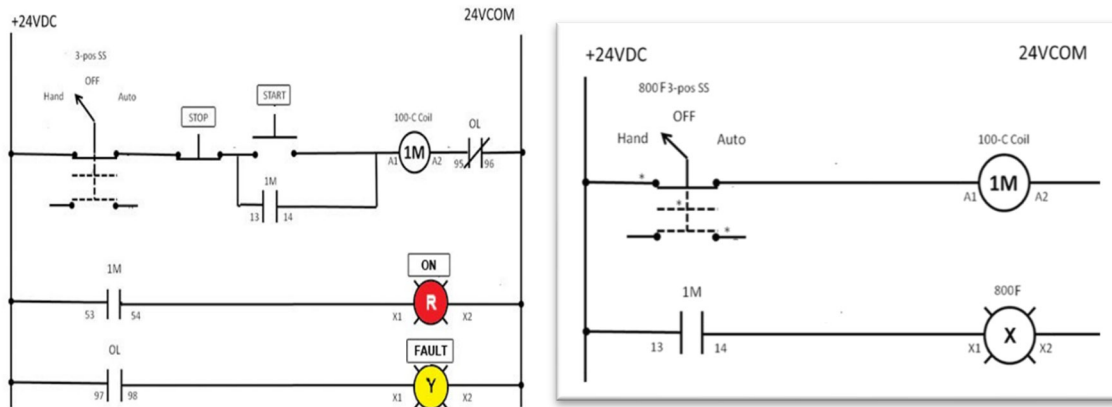 +24VDC
24VCOM
3-pos SS
OFF
Hand Auto
STOP
START
100-C Coil
OL
A1 1M A2
95 96
1M
13 14
1M
53 54
ON
X1 R X2
OL
97 98
FAULT
X1 Y X2
+24VDC
24VCOM
800F 3-pos SS
OFF
Hand Auto
100-C Coil
* 
A1 1M A2
*
*
1M
13 14
800F
X1 X X2